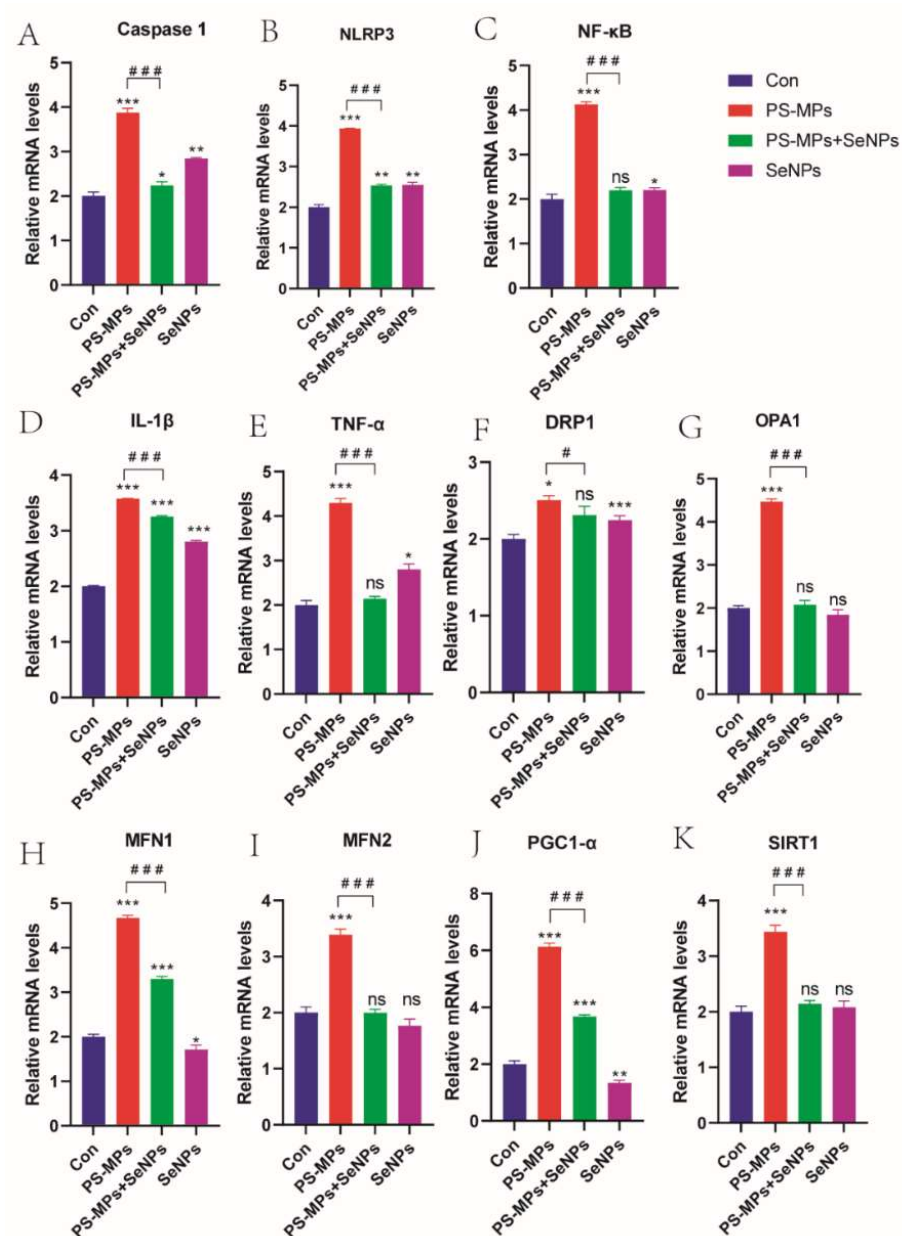 A
Caspase 1
Relative mRNA levels
5
4
3
2
1
0
***
# # #
*
**
Con
PS-MPs
PS-MPs+SeNPs
SeNPs
B
NLRP3
Relative mRNA levels
5
4
3
2
1
0
***
# # #
**
**
Con
PS-MPs
PS-MPs+SeNPs
SeNPs
C
NF-κB
Relative mRNA levels
5
4
3
2
1
0
***
# # #
ns
*
Con
PS-MPs
PS-MPs+SeNPs
SeNPs
Con
PS-MPs
PS-MPs+SeNPs
SeNPs
D
IL-1β
Relative mRNA levels
4
3
2
1
0
***
# # #
***
***
Con
PS-MPs
PS-MPs+SeNPs
SeNPs
E
TNF-α
Relative mRNA levels
5
4
3
2
1
0
***
# # #
ns
*
Con
PS-MPs
PS-MPs+SeNPs
SeNPs
F
DRP1
Relative mRNA levels
3
2
1
0
*
#
ns
***
Con
PS-MPs
PS-MPs+SeNPs
SeNPs
G
OPA1
Relative mRNA levels
5
4
3
2
1
0
***
# # #
ns
ns
Con
PS-MPs
PS-MPs+SeNPs
SeNPs
H
MFN1
Relative mRNA levels
5
4
3
2
1
0
***
# # #
***
*
Con
PS-MPs
PS-MPs+SeNPs
SeNPs
I
MFN2
Relative mRNA levels
4
3
2
1
0
***
# # #
ns
ns
Con
PS-MPs
PS-MPs+SeNPs
SeNPs
J
PGC1-α
Relative mRNA levels
8
6
4
2
0
***
# # #
***
**
Con
PS-MPs
PS-MPs+SeNPs
SeNPs
K
SIRT1
Relative mRNA levels
4
3
2
1
0
***
# # #
ns
ns
Con
PS-MPs
PS-MPs+SeNPs
SeNPs